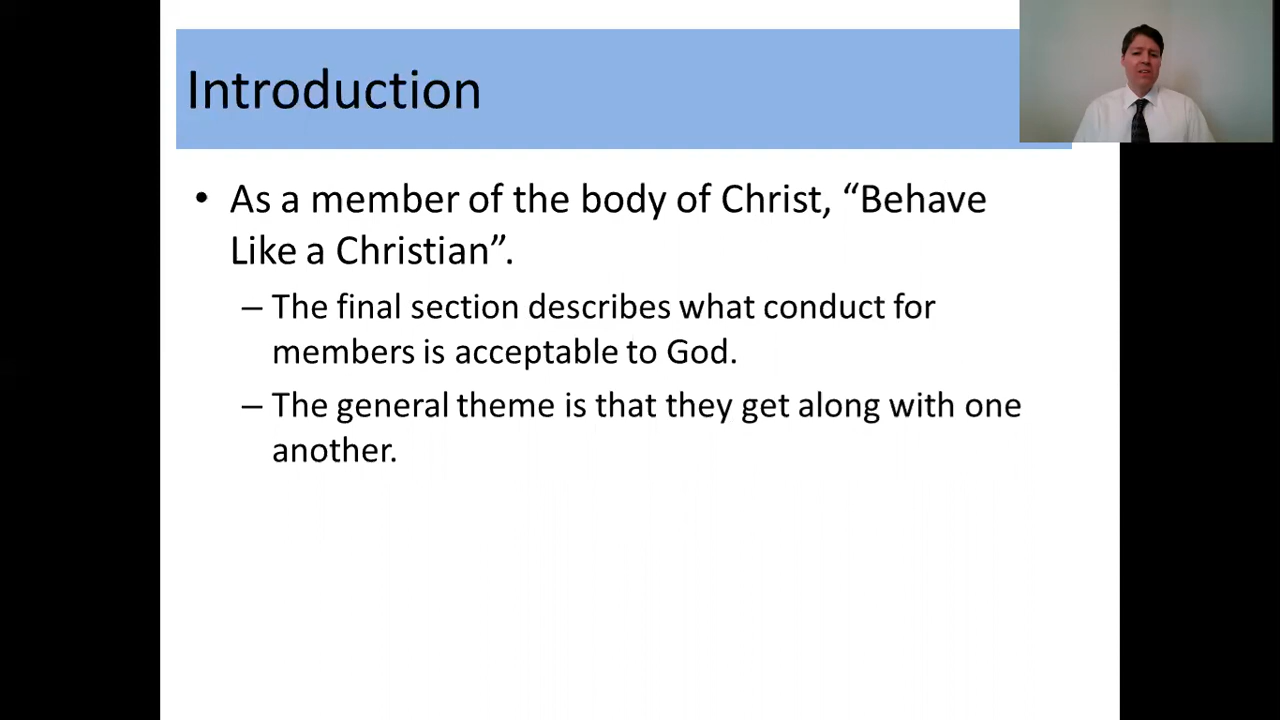 Introduction
• As a member of the body of Christ, “Behave
Like a Christian”.
– The final section describes what conduct for
members is acceptable to God.
– The general theme is that they get along with one
another.